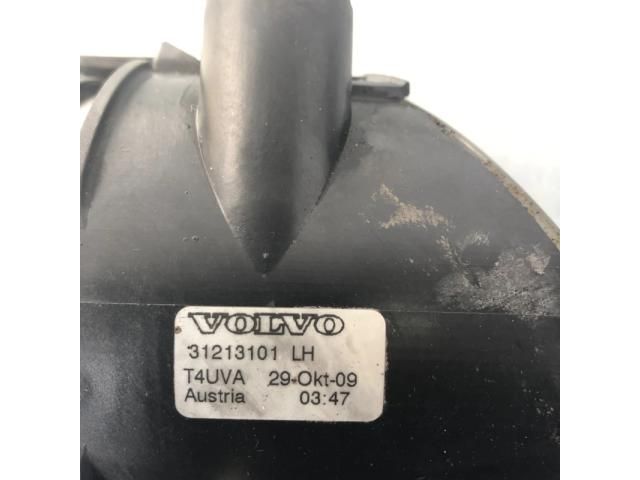 VOLVO
31213101 LH
T4UVA 29-Okt-09
Austria 03:47